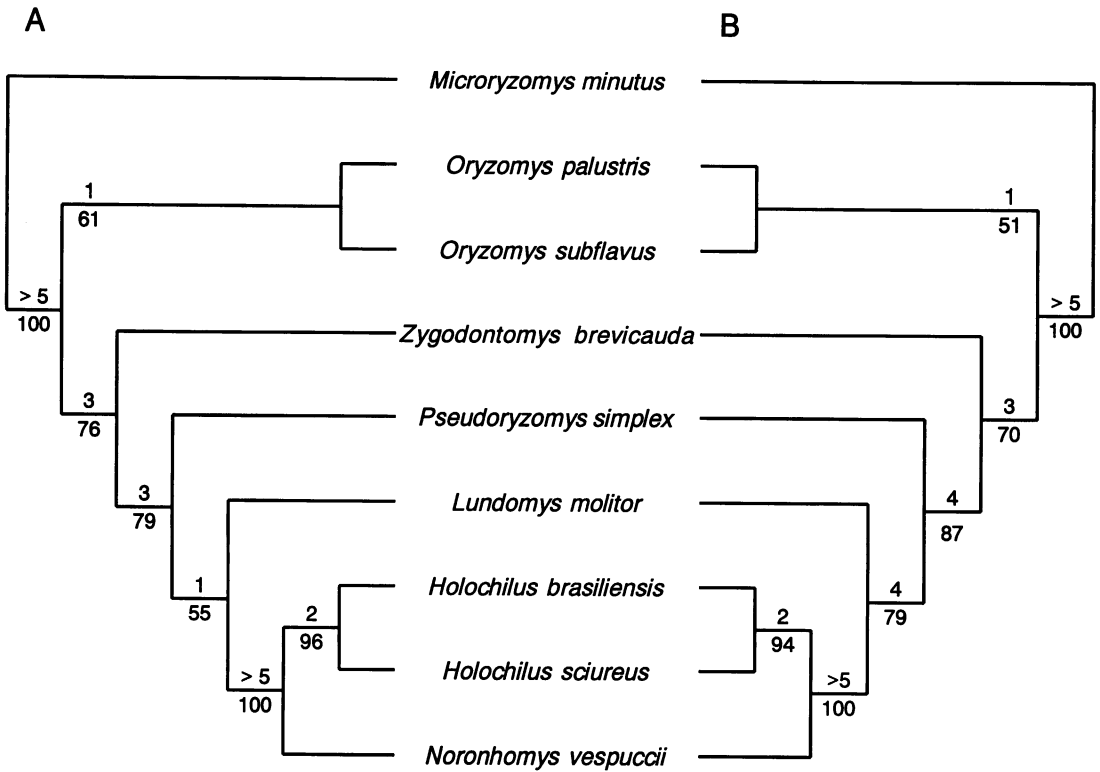 A B
Microryzomys minutus
Oryzomys palustris
1 1
61 51
Oryzomys subflavus
> 5 > 5
100 100
Zygodontomys brevicauda
3 3
76 70
Pseudoryzomys simplex
3 4
79 87
Lundomys molitor
1 4
55 79
Holochilus brasiliensis
2 2
96 94
Holochilus sciureus
> 5 >5
100 100
Noronhomys vespuccii